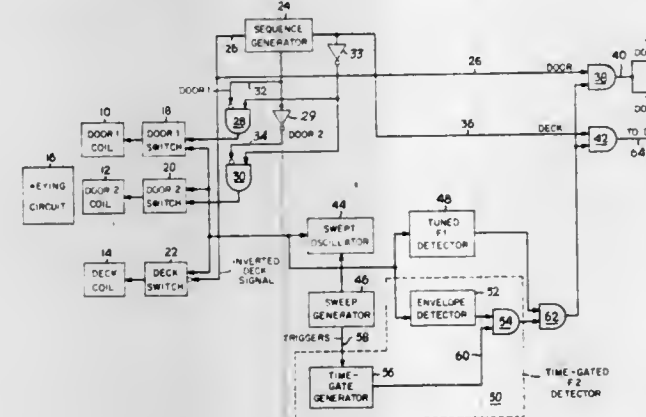 24
SEQUENCE
GENERATOR
26
33
26
DOOR
38
40
DOOR 1
32
10
18
DOOR 1
COIL
DOOR 1
SWITCH
28
29
34
DOOR 2
36
DECK
42
64
16
KEYING
CIRCUIT
12
20
DOOR 2
COIL
DOOR 2
SWITCH
30
44
SWEPT
OSCILLATOR
48
TUNED
F1
DETECTOR
14
22
DECK
COIL
DECK
SWITCH
INVERTED
DECK
SIGNAL
46
SWEEP
GENERATOR
52
ENVELOPE
DETECTOR
54
62
TRIGGERS
58
60
56
TIME-
GATE
GENERATOR
50
TIME-GATED
F2
DETECTOR